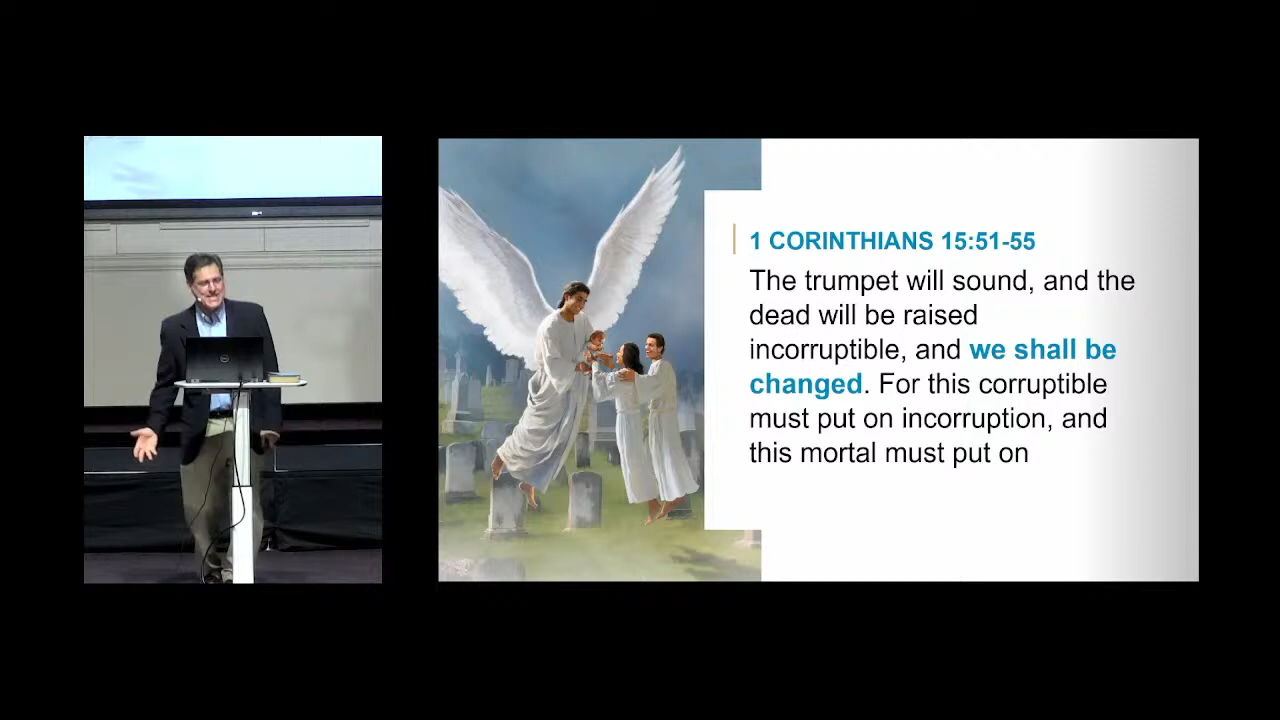 1 CORINTHIANS 15:51-55
The trumpet will sound, and the
dead will be raised
incorruptible, and we shall be
changed. For this corruptible
must put on incorruption, and
this mortal must put on